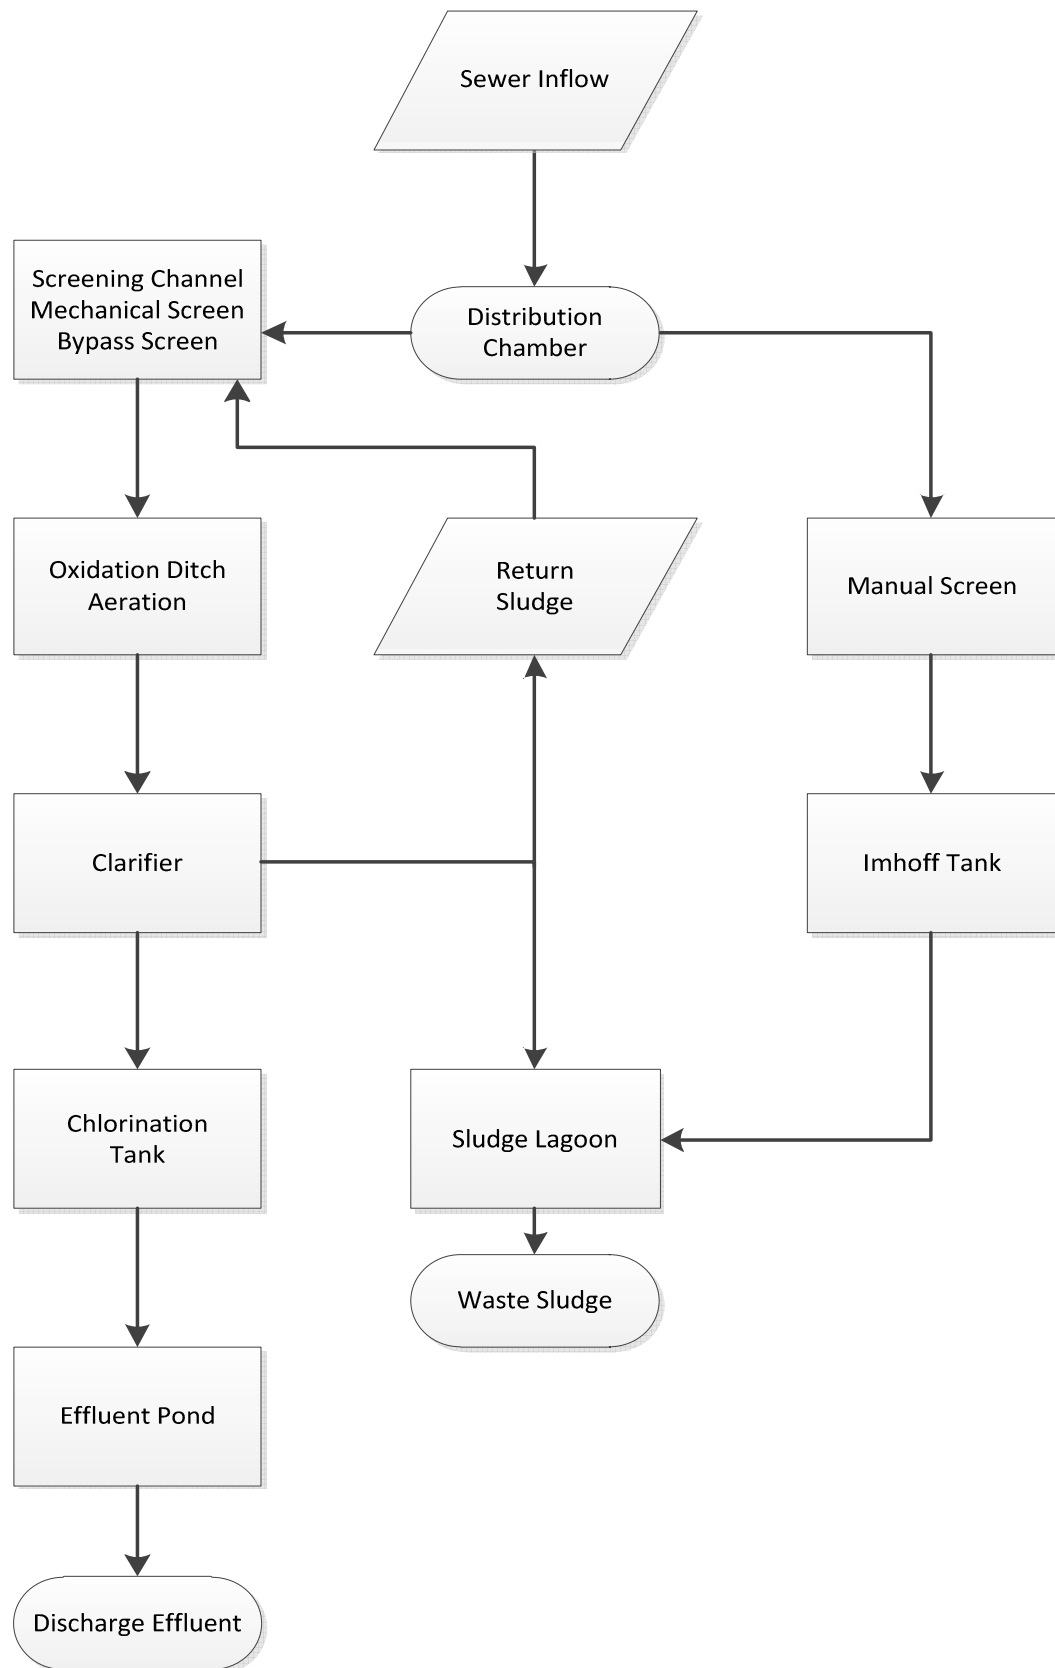 Sewer Inflow
Screening Channel
Mechanical Screen
Bypass Screen
Distribution
Chamber
Oxidation Ditch
Aeration
Return
Sludge
Manual Screen
Clarifier
Imhoff Tank
Chlorination
Tank
Sludge Lagoon
Waste Sludge
Effluent Pond
Discharge Effluent